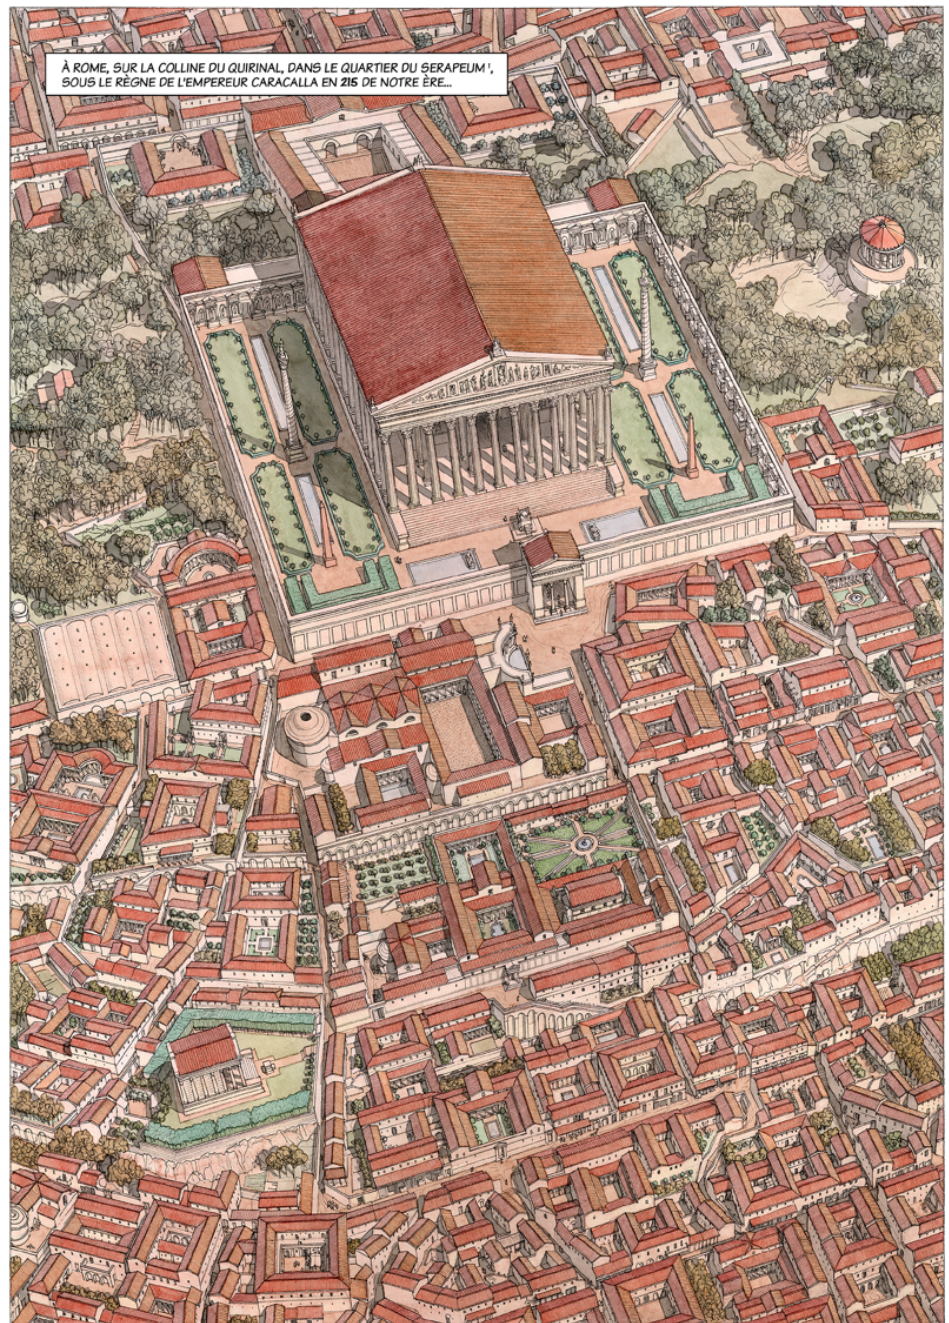 À ROME, SUR LA COLLINE DU QUIRINAL, DANS LE QUARTIER DU SERAPEUM¹,
SOUS LE RÈGNE DE L'EMPEREUR CARACALLA EN 215 DE NOTRE ÈRE...